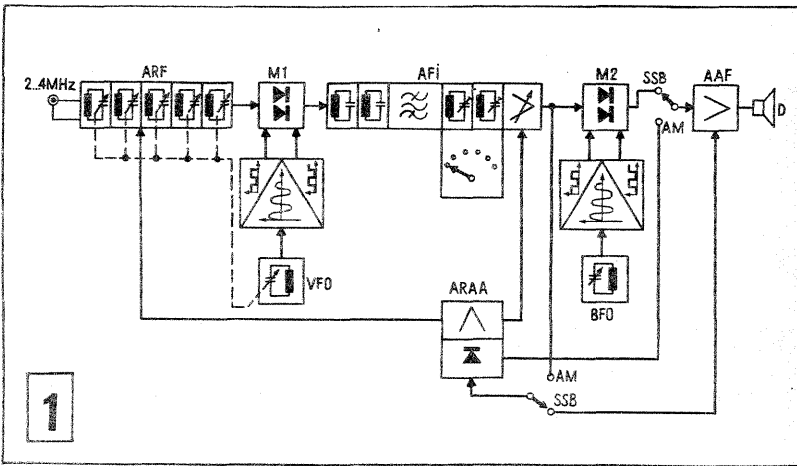 2..4MHz
ARF
M1
AFi
M2
SSB
AAF
D
AM
VFO
ARAA
BFO
AM
SSB
1